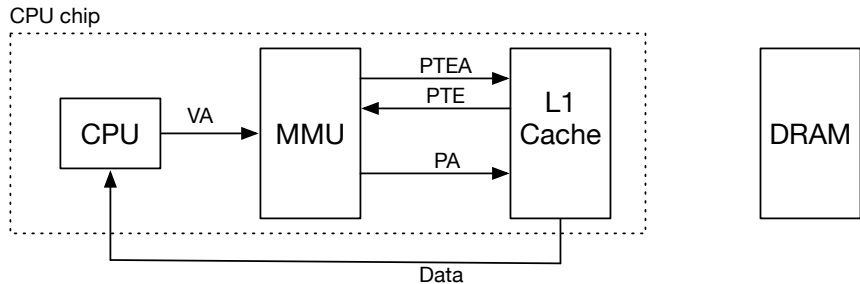 CPU chip
CPU
VA
MMU
PTEA
PTE
PA
L1
Cache
DRAM
Data